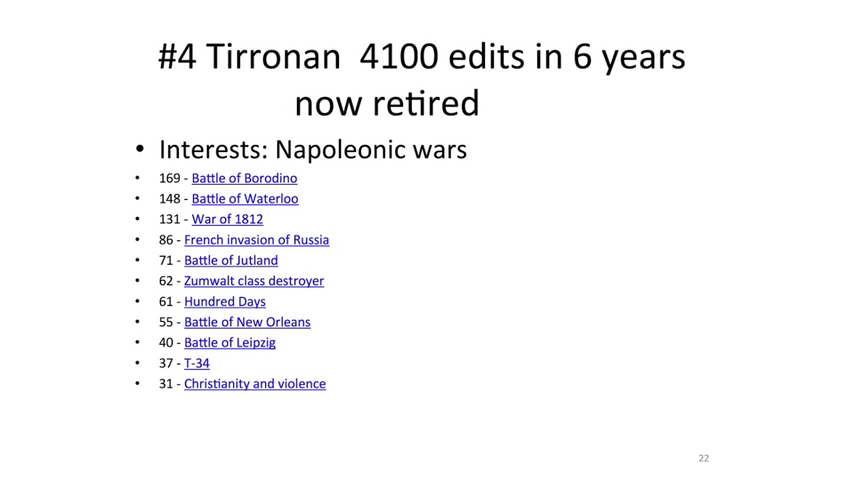 #4 Tirronan 4100 edits in 6 years
now retired
• Interests: Napoleonic wars
• 169 - Battle of Borodino
• 148 - Battle of Waterloo
• 131 - War of 1812
• 86 - French invasion of Russia
• 71 - Battle of Jutland
• 62 - Zumwalt class destroyer
• 61 - Hundred Days
• 55 - Battle of New Orleans
• 40 - Battle of Leipzig
• 37 - T-34
• 31 - Christianity and violence
22